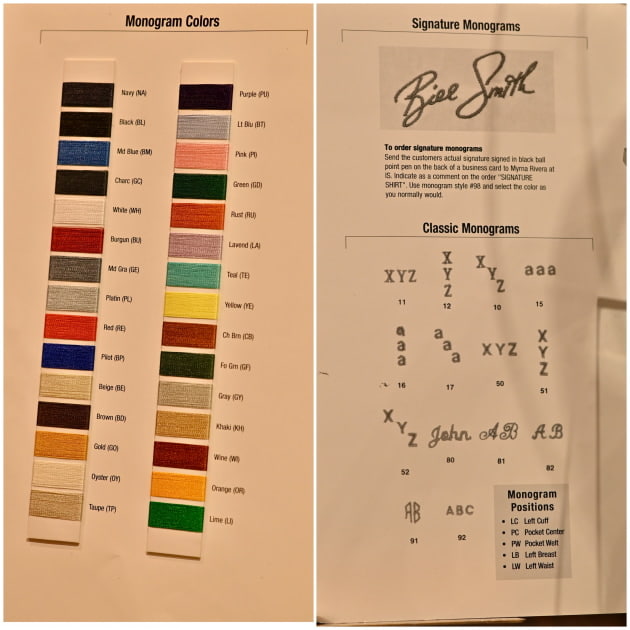 Monogram Colors
Navy (NA)
Black (BL)
Md Blue (BM)
Charc (GC)
White (WH)
Burgun (BU)
Md Gra (GE)
Platin (PL)
Red (RE)
Pilot (BP)
Beige (BE)
Brown (BD)
Gold (GO)
Oyster (OY)
Taupe (TP)
Purple (PU)
Lt Blu (BT)
Pink (PI)
Green (GD)
Rust (RU)
Lavend (LA)
Teal (TE)
Yellow (YE)
Ch Brn (CB)
Fo Grn (GF)
Gray (GY)
Khaki (KH)
Wine (WI)
Orange (OR)
Lime (LI)
Signature Monograms
Bill Smith
To order signature monograms
Send the customers actual signature signed in black ball
point pen on the back of a business card to Myrna Rivera at
IS. Indicate as a comment on the order "SIGNATURE
SHIRT". Use monogram style #98 and select the color as
you normally would.
Classic Monograms
XYZ
11
X
Y
Z
12
X
Y
Z
10
aaa
15
a
a
a
16
a
a
a
17
XYZ
50
X
Y
Z
51
X
Y
Z
52
John
80
AB
81
AB
82
AB
91
ABC
92
Monogram
Positions
• LC Left Cuff
• PC Pocket Center
• PW Pocket Welt
• LB Left Breast
• LW Left Waist